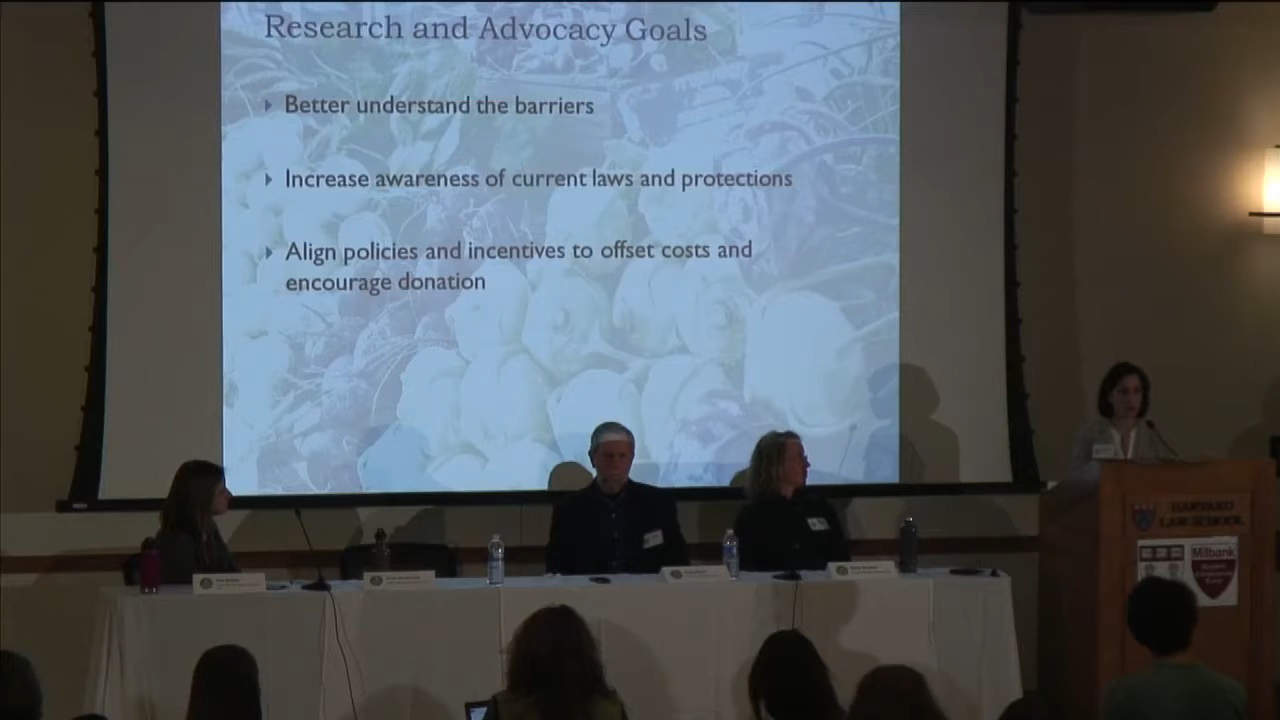 Research and Advocacy Goals
Better understand the barriers
Increase awareness of current laws and protections
Align policies and incentives to offset costs and
encourage donation
HARVARD
LAW SCHOOL
Milbank